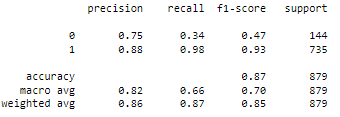 precision recall f1-score support
0 0.75 0.34 0.47 144
1 0.88 0.98 0.93 735
accuracy 0.87 879
macro avg 0.82 0.66 0.70 879
weighted avg 0.86 0.87 0.85 879